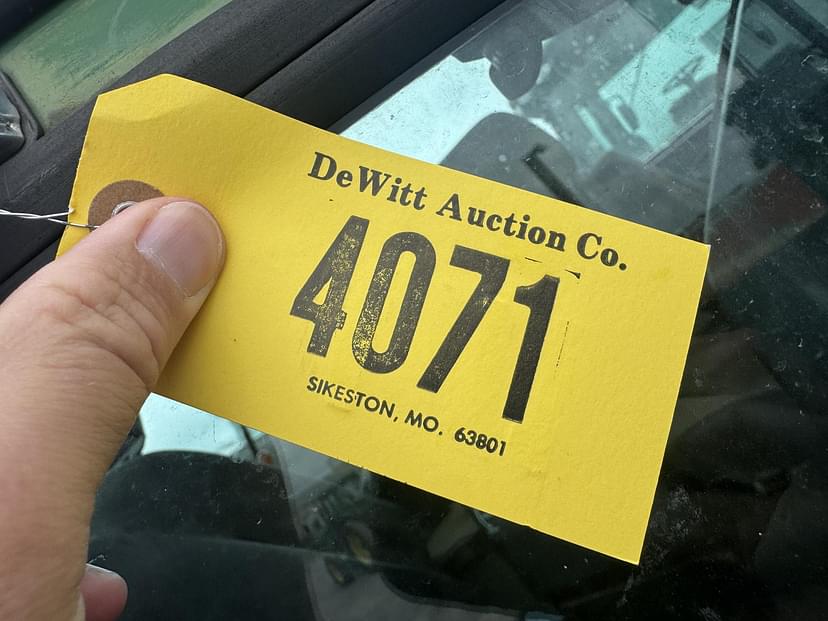 DeWitt Auction Co.
4071
SIKESTON, MO. 63801